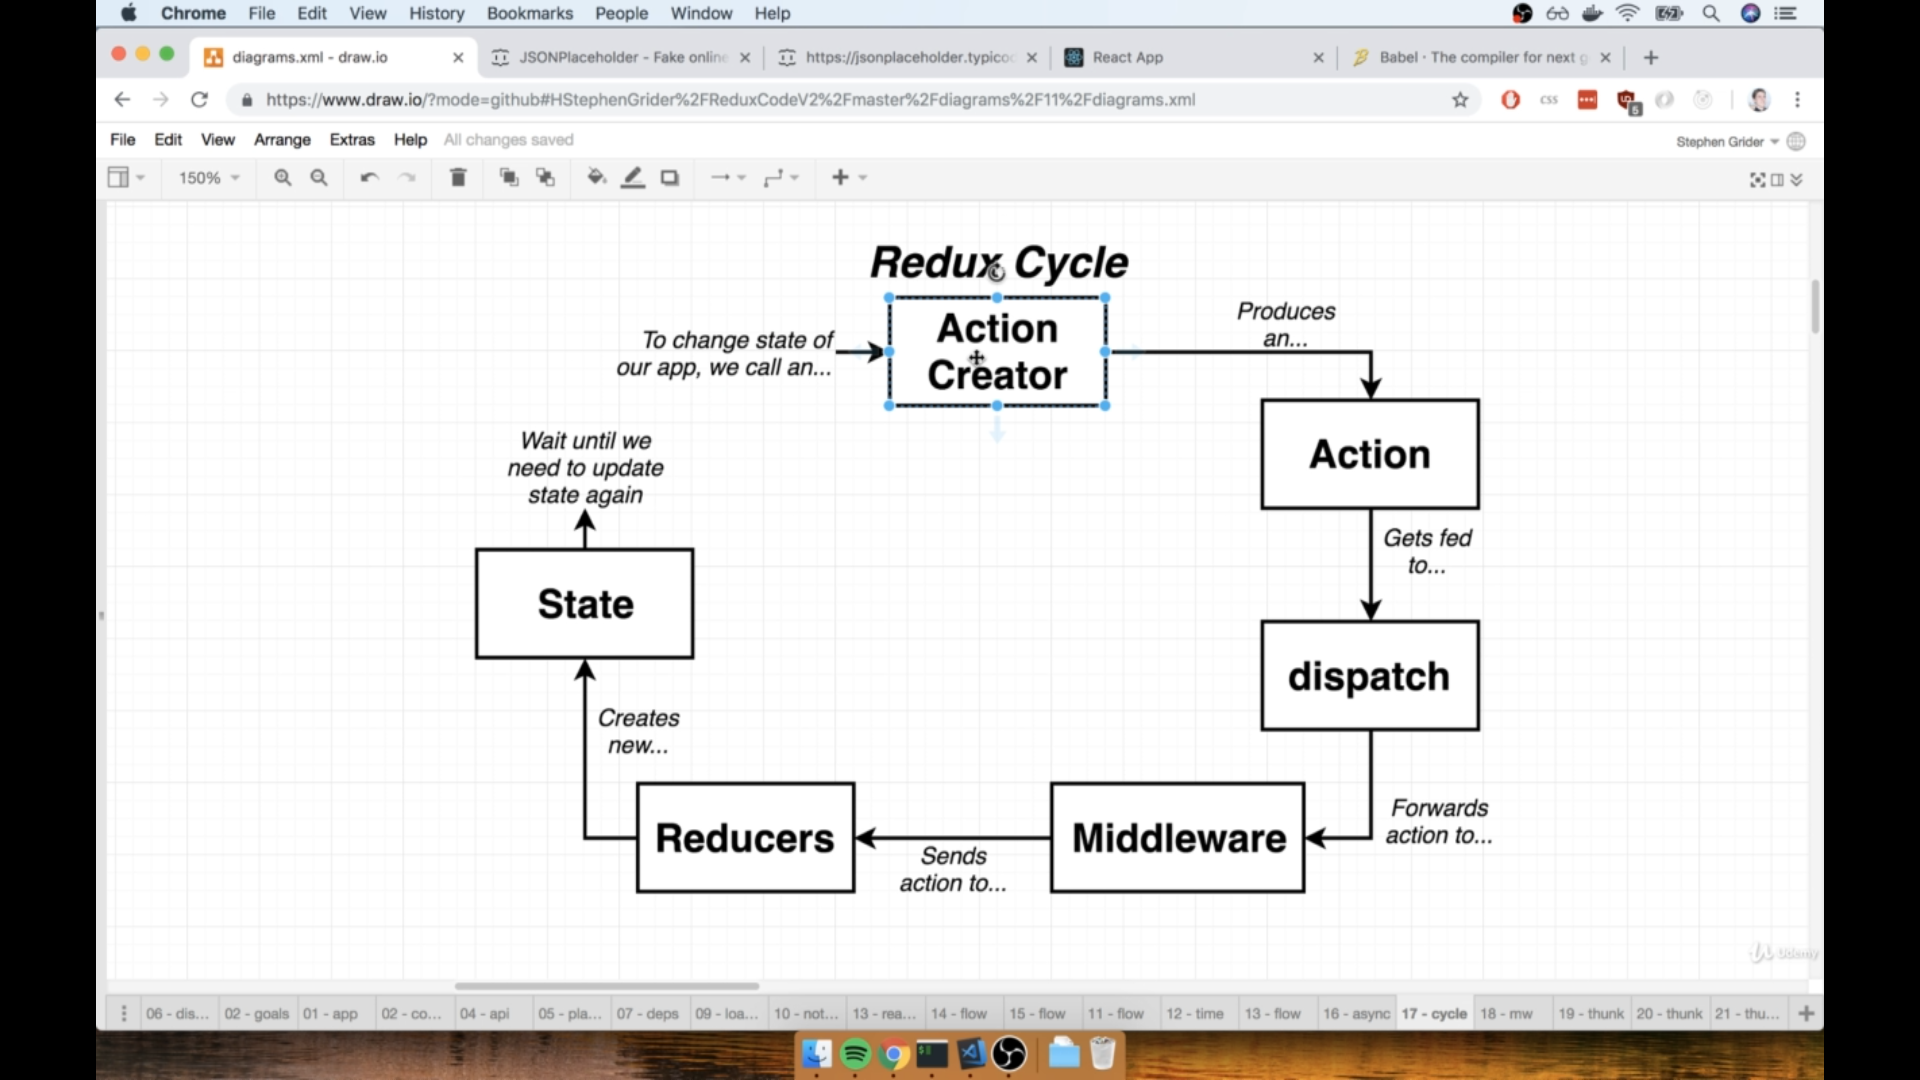 Chrome File Edit View History Bookmarks People Window Help
diagrams.xml - draw.io
JSONPlaceholder - Fake online
https://jsonplaceholder.typico
React App
Babel · The compiler for next g
https://www.draw.io/?mode=github#HStephenGrider%2FReduxCodeV2%2Fmaster%2Fdiagrams%2F11%2Fdiagrams.xml
css
6
File Edit View Arrange Extras Help All changes saved
Stephen Grider
150%
Redux Cycle
To change state of
our app, we call an...
Action
Creator
Produces
an...
Action
Gets fed
to...
dispatch
Forwards
action to...
Middleware
Sends
action to...
Reducers
Creates
new...
State
Wait until we
need to update
state again
Udemy
06 - dis... 02 - goals 01 - app 02 - co... 04 - api 05 - pla... 07 - deps 09 - loa... 10 - not... 13 - rea... 14 - flow 15 - flow 11 - flow 12 - time 13 - flow 16 - async 17 - cycle 18 - mw 19 - thunk 20 - thunk 21 - thu...